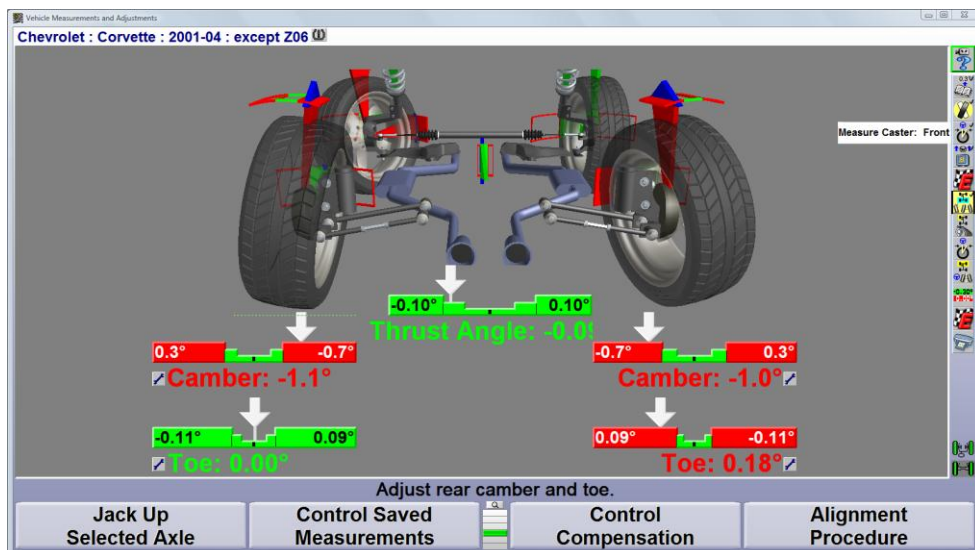 Vehicle Measurements and Adjustments
Chevrolet : Corvette : 2001-04 : except Z06
Measure Caster: Front
-0.10° 0.10°
Thrust Angle: -0.09
0.3° -0.7°
Camber: -1.1°
-0.7° 0.3°
Camber: -1.0°
-0.11° 0.09°
Toe: 0.00°
0.09° -0.11°
Toe: 0.18°
Adjust rear camber and toe.
Jack Up
Selected Axle
Control Saved
Measurements
Control
Compensation
Alignment
Procedure